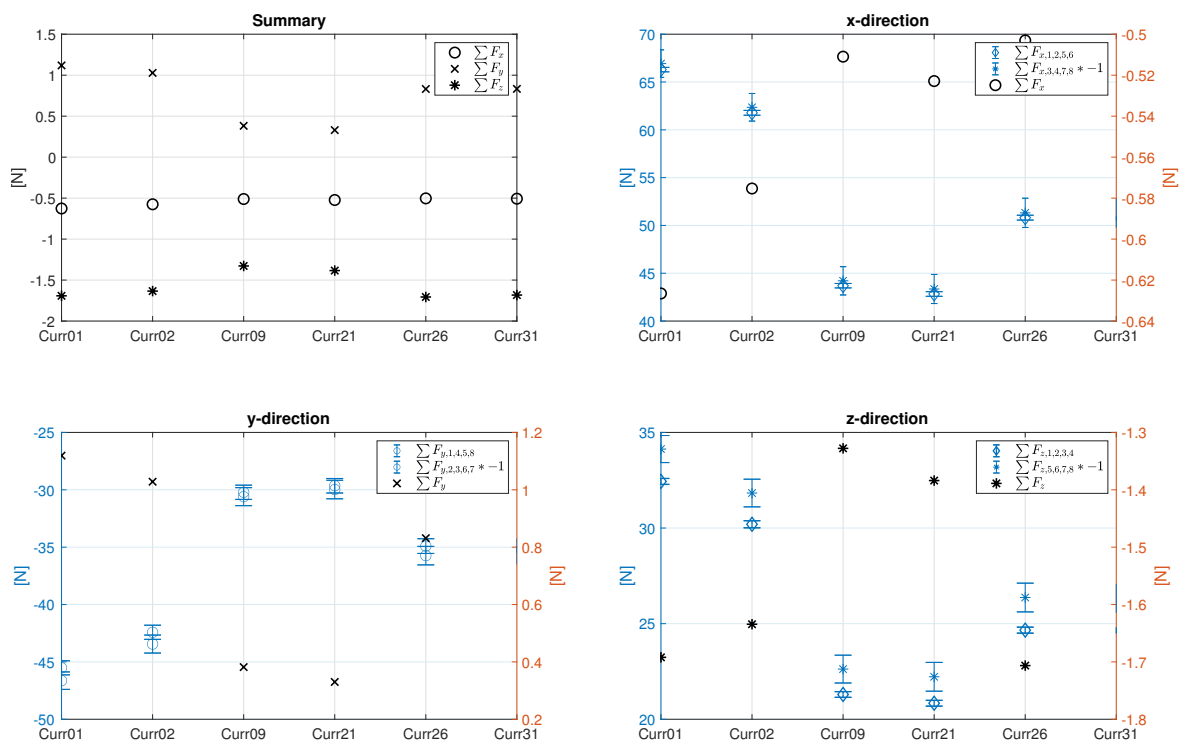 Summary
[N]
1.5
1
0.5
0
-0.5
-1
-1.5
-2
Curr01 Curr02 Curr09 Curr21 Curr26 Curr31
∑ F_x
∑ F_y
∑ F_z
x-direction
[N]
70
65
60
55
50
45
40
-0.5
-0.52
-0.54
-0.56
-0.58
-0.6
-0.62
-0.64
[N]
Curr01 Curr02 Curr09 Curr21 Curr26 Curr31
∑ F_{x,1,2,5,6}
∑ F_{x,3,4,7,8} * −1
∑ F_x
y-direction
[N]
-25
-30
-35
-40
-45
-50
1.2
1
0.8
0.6
0.4
0.2
[N]
Curr01 Curr02 Curr09 Curr21 Curr26 Curr31
∑ F_{y,1,4,5,8}
∑ F_{y,2,3,6,7} * −1
∑ F_y
z-direction
[N]
35
30
25
20
-1.3
-1.4
-1.5
-1.6
-1.7
-1.8
[N]
Curr01 Curr02 Curr09 Curr21 Curr26 Curr31
∑ F_{z,1,2,3,4}
∑ F_{z,5,6,7,8} * −1
∑ F_z